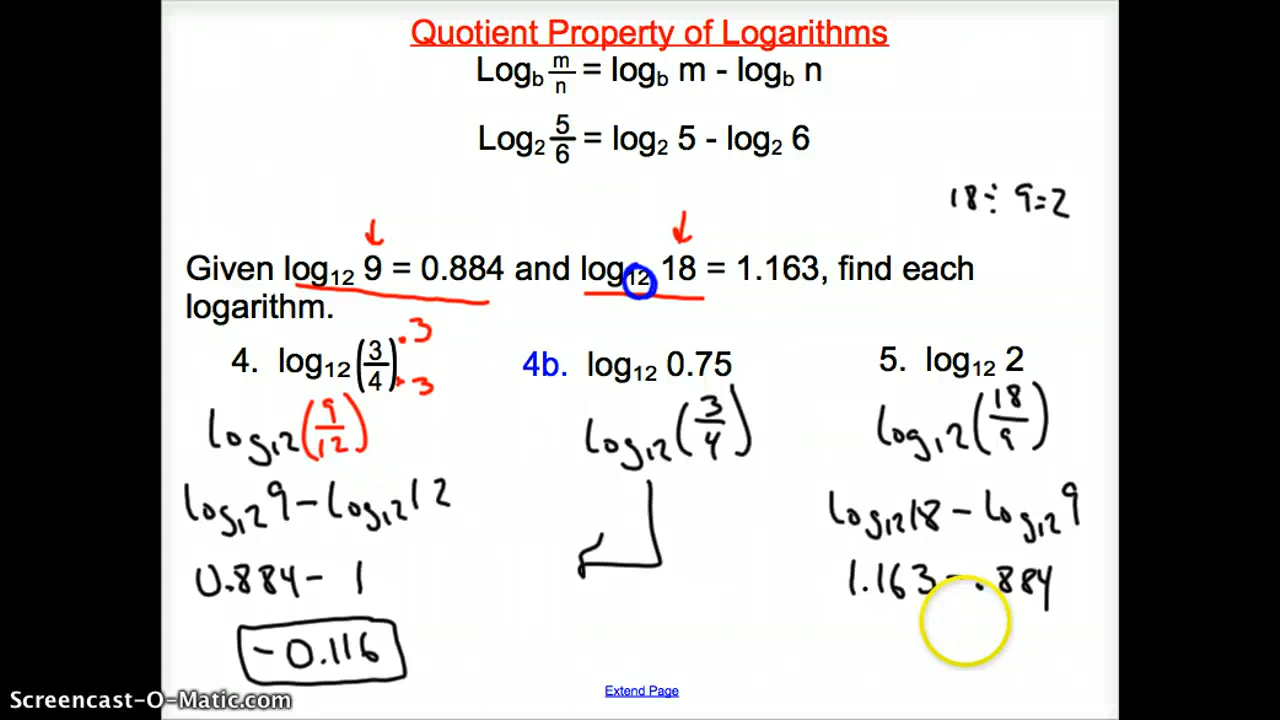 Quotient Property of Logarithms
Log_b m/n = log_b m - log_b n
Log₂ 5/6 = log₂ 5 - log₂ 6
18 ÷ 9 = 2
Given log₁₂ 9 = 0.884 and log₁₂ 18 = 1.163, find each
logarithm.
4. log₁₂ (3/4) · 3 · 3
log₁₂ (9/12)
log₁₂ 9 - log₁₂ 12
0.884 - 1
-0.116
4b. log₁₂ 0.75
log₁₂ (3/4)
5. log₁₂ 2
log₁₂ (18/9)
log₁₂ 18 - log₁₂ 9
1.163 - .884
Extend Page
Screencast-O-Matic.com